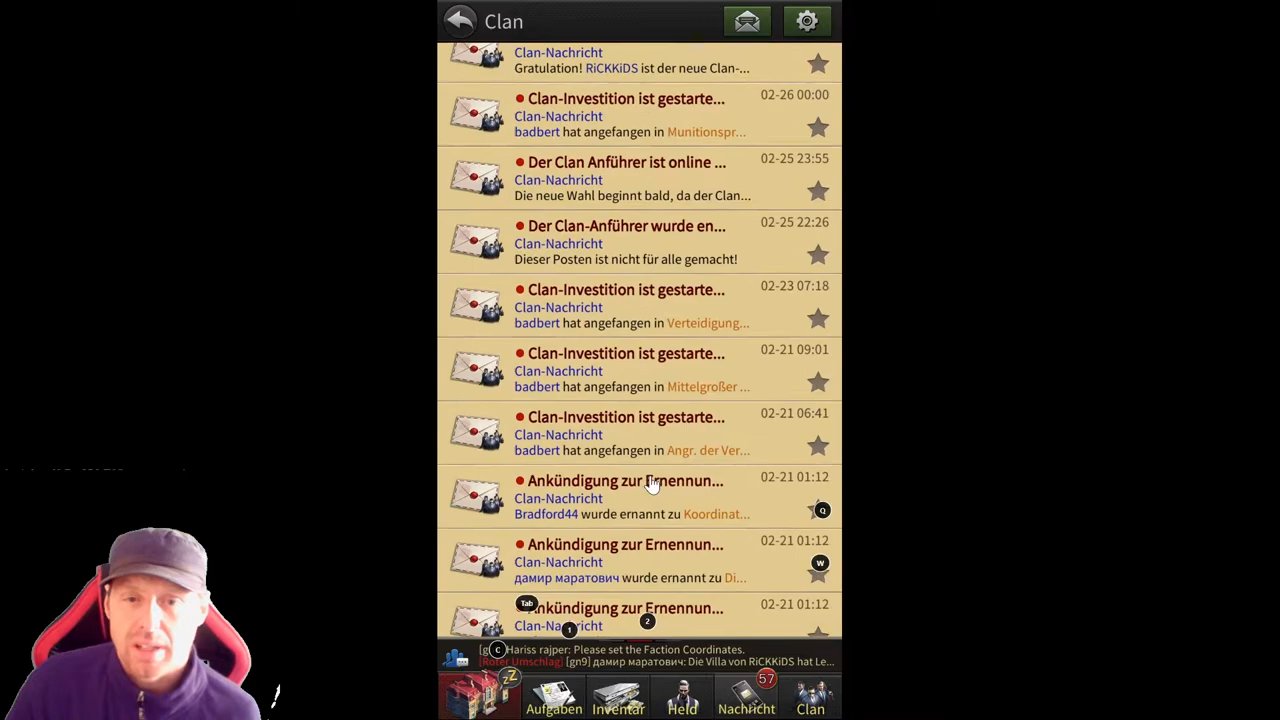 Clan
Clan-Nachricht
Gratulation! RiCKKiDS ist der neue Clan-...
Clan-Investition ist gestarte...
02-26 00:00
Clan-Nachricht
badbert hat angefangen in Munitionspr...
Der Clan Anführer ist online ...
02-25 23:55
Clan-Nachricht
Die neue Wahl beginnt bald, da der Clan...
Der Clan-Anführer wurde en...
02-25 22:26
Clan-Nachricht
Dieser Posten ist nicht für alle gemacht!
Clan-Investition ist gestarte...
02-23 07:18
Clan-Nachricht
badbert hat angefangen in Verteidigung...
Clan-Investition ist gestarte...
02-21 09:01
Clan-Nachricht
badbert hat angefangen in Mittelgroßer ...
Clan-Investition ist gestarte...
02-21 06:41
Clan-Nachricht
badbert hat angefangen in Angr. der Ver...
Ankündigung zur Ernennun...
02-21 01:12
Clan-Nachricht
Bradford44 wurde ernannt zu Koordinat...
Q
Ankündigung zur Ernennun...
02-21 01:12
Clan-Nachricht
W
дамир маратович wurde ernannt zu Di...
Tab
Ankündigung zur Ernennun...
02-21 01:12
1
2
C
Hariss rajper: Please set the Faction Coordinates.
[Roter Umschlag] [gn9] дамир маратович: Die Villa von RiCKKiDS hat Le...
zZ
57
Aufgaben
Inventar
Held
Nachricht
Clan